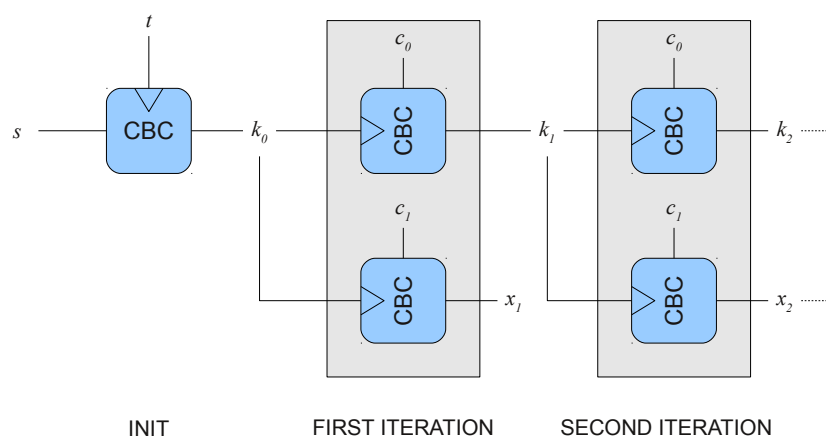 t
c₀
c₀
s
CBC
k₀
CBC
k₁
CBC
k₂
c₁
c₁
CBC
x₁
CBC
x₂
INIT
FIRST ITERATION
SECOND ITERATION